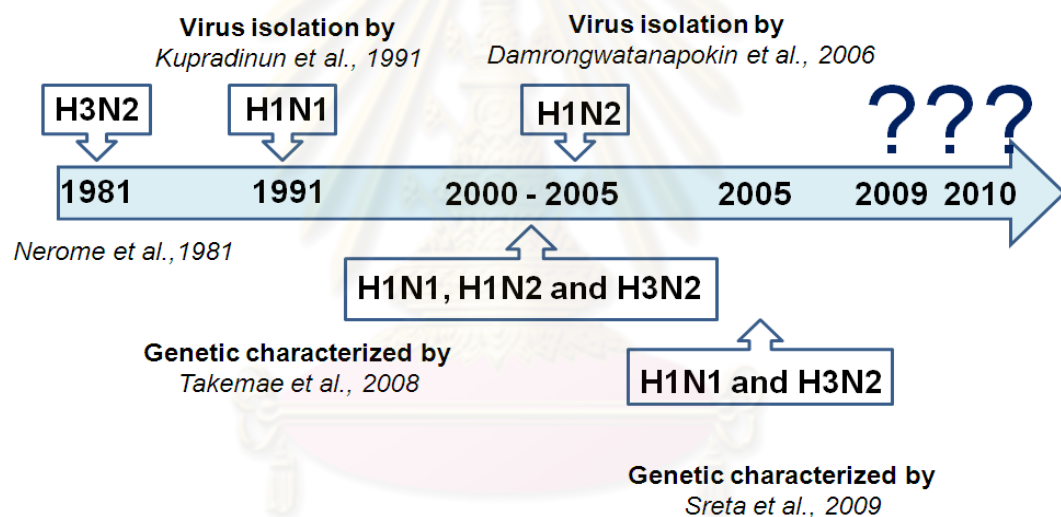 Virus isolation by
Kupradinun et al., 1991
Virus isolation by
Damrongwatanapokin et al., 2006
H3N2
H1N1
H1N2
???
1981
1991
2000 - 2005
2005
2009
2010
Nerome et al.,1981
H1N1, H1N2 and H3N2
Genetic characterized by
Takemae et al., 2008
H1N1 and H3N2
Genetic characterized by
Sreta et al., 2009